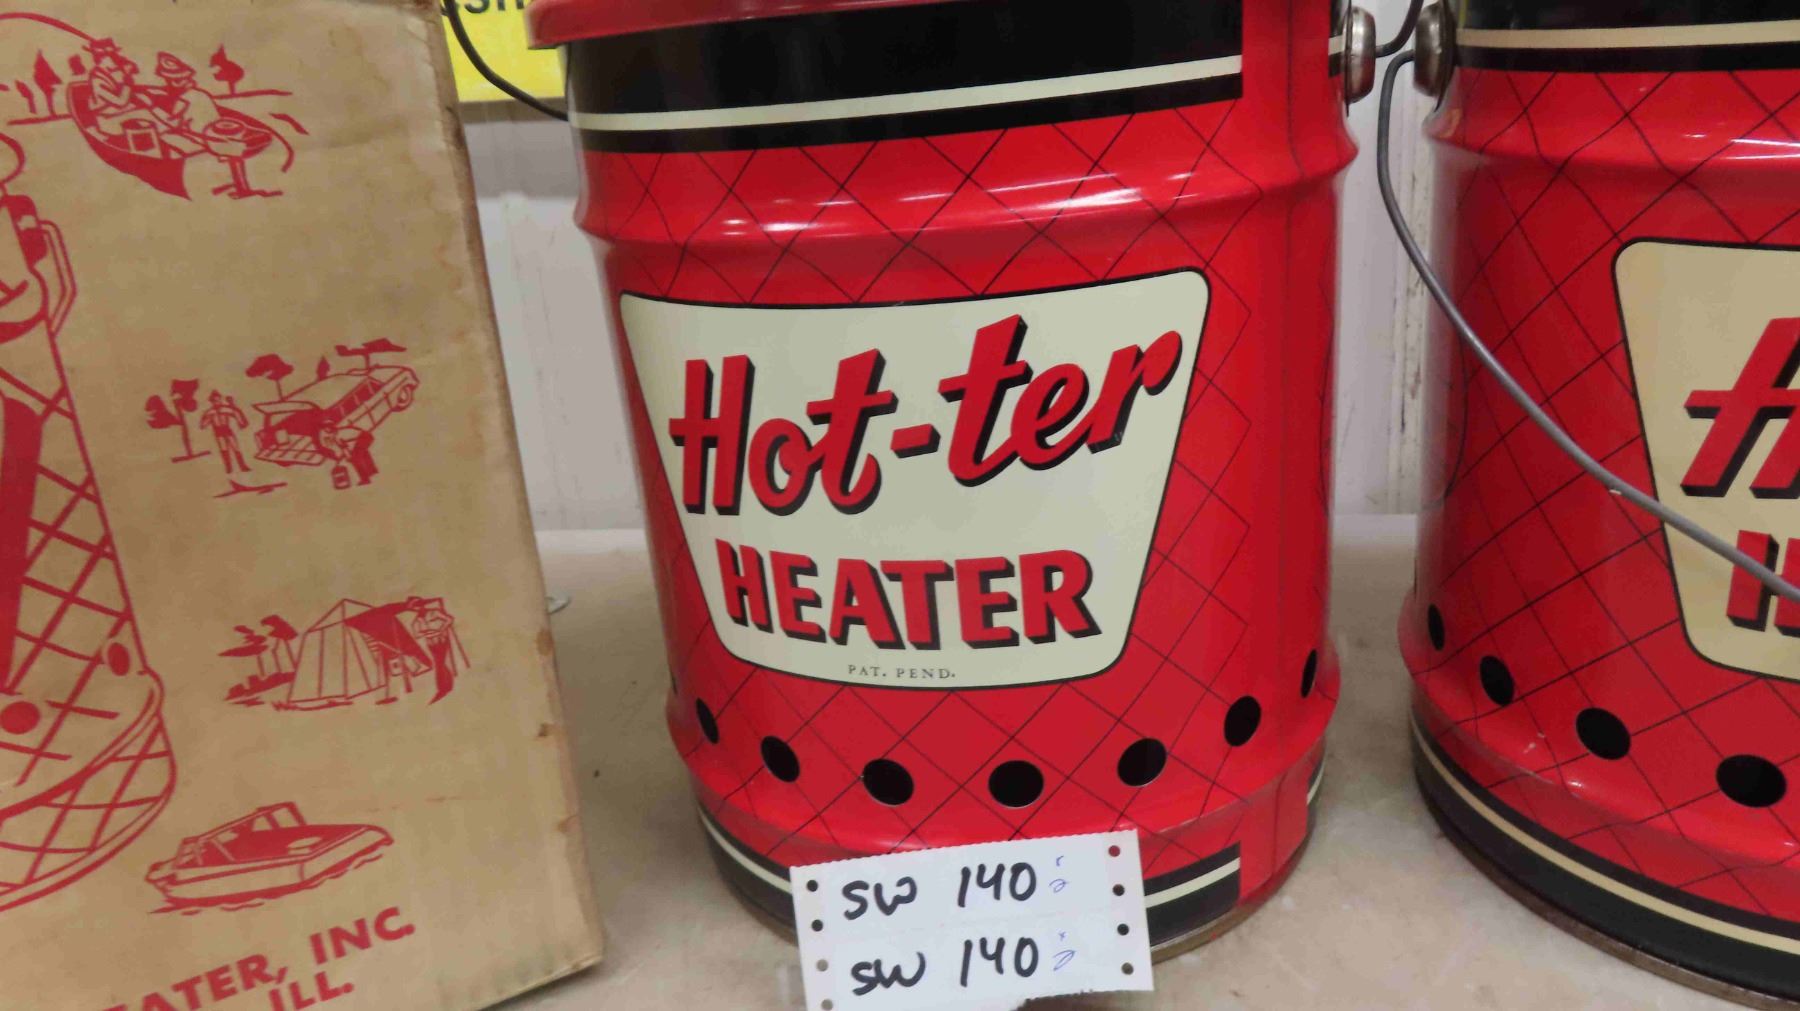 Hot-ter
HEATER
PAT. PEND.
SW 140
SW 140
EATER, INC.
ILL.